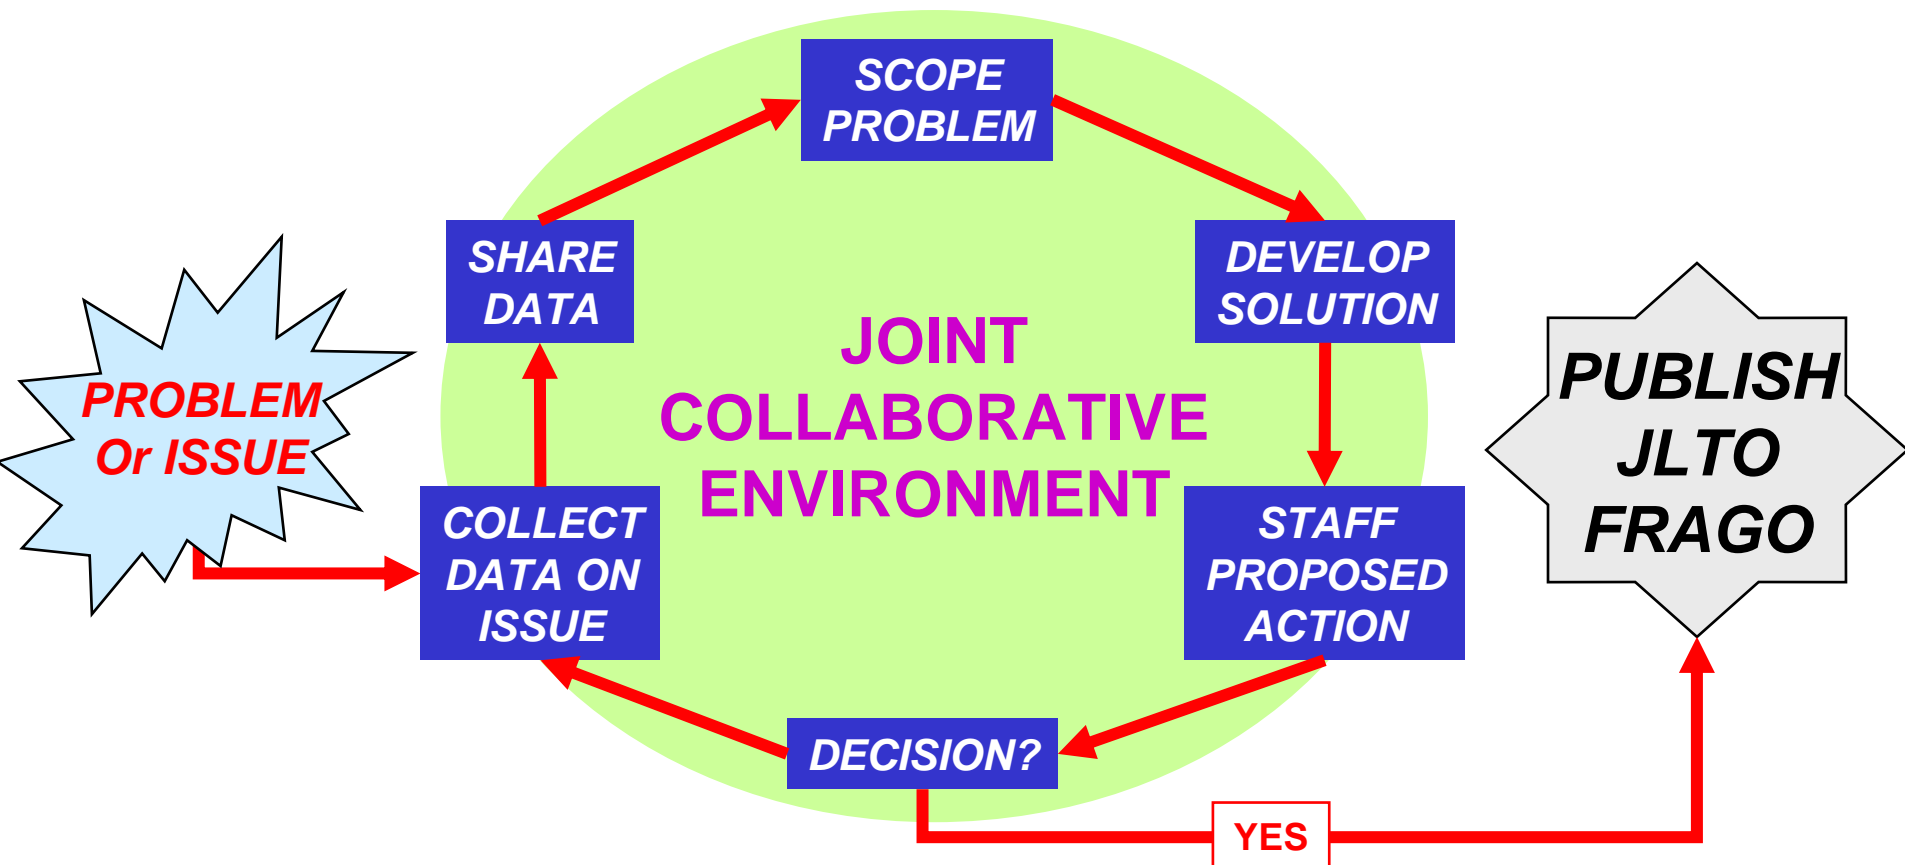 SCOPE
PROBLEM
SHARE
DATA
DEVELOP
SOLUTION
PROBLEM
Or ISSUE
JOINT
COLLABORATIVE
ENVIRONMENT
PUBLISH
JLTO
FRAGO
COLLECT
DATA ON
ISSUE
STAFF
PROPOSED
ACTION
DECISION?
YES